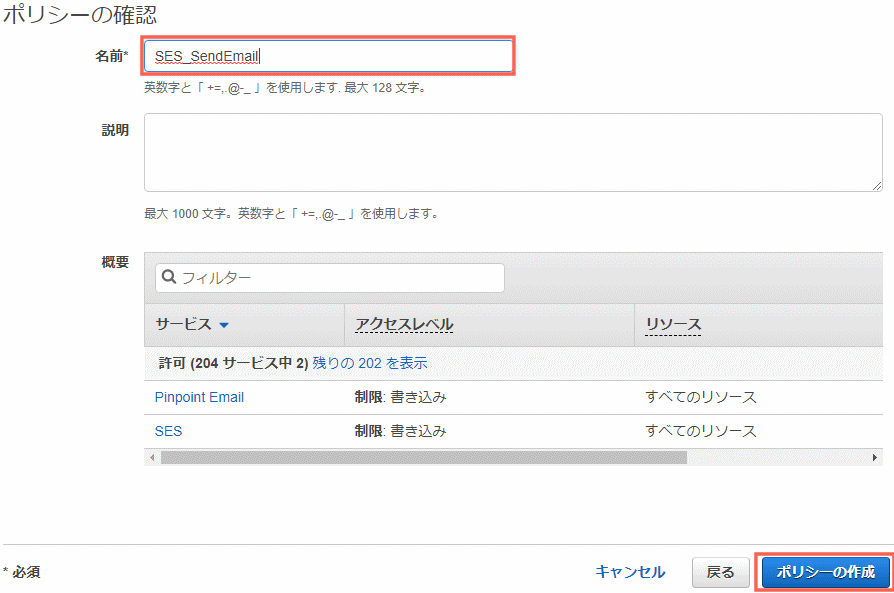 ポリシーの確認
名前* SES_SendEmail
英数字と「 +=,.@-_ 」を使用します. 最大 128 文字。
説明
最大 1000 文字。英数字と「 +=,.@-_ 」を使用します。
概要
フィルター
サービス アクセスレベル リソース
許可 (204 サービス中 2) 残りの 202 を表示
Pinpoint Email 制限: 書き込み すべてのリソース
SES 制限: 書き込み すべてのリソース
* 必須 キャンセル 戻る ポリシーの作成